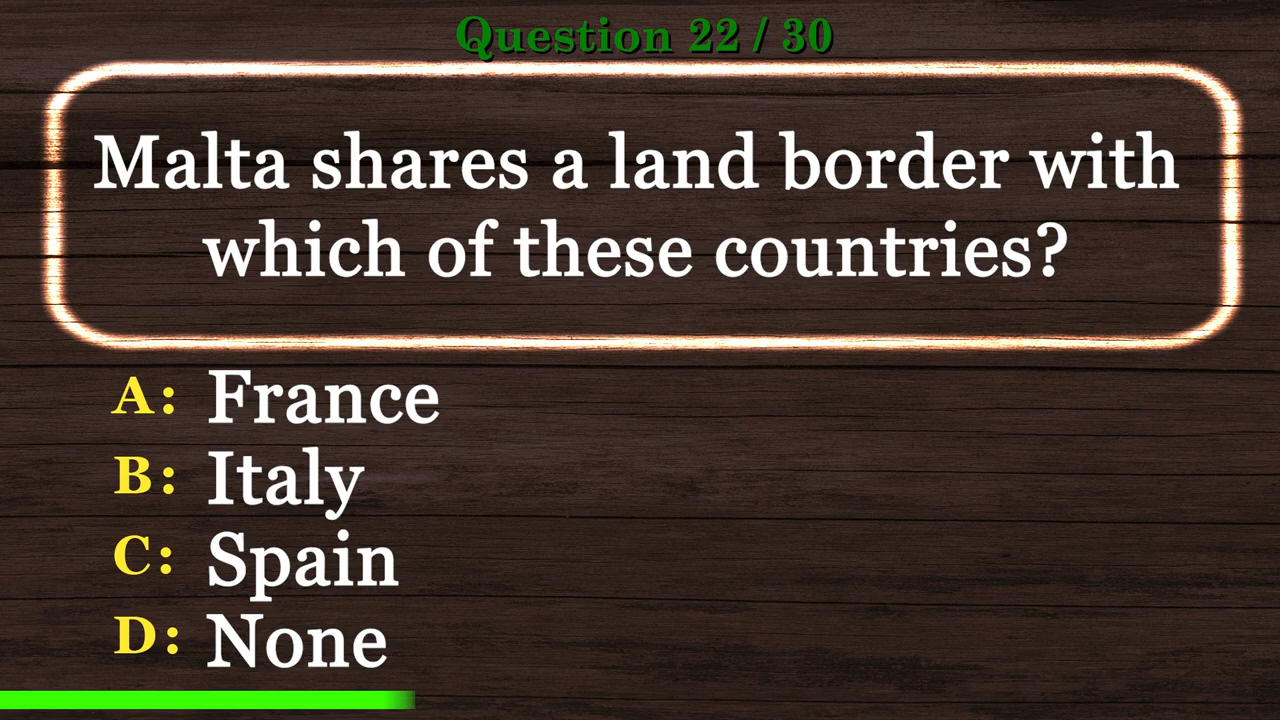 Question 22 / 30
Malta shares a land border with
which of these countries?
A: France
B: Italy
C: Spain
D: None